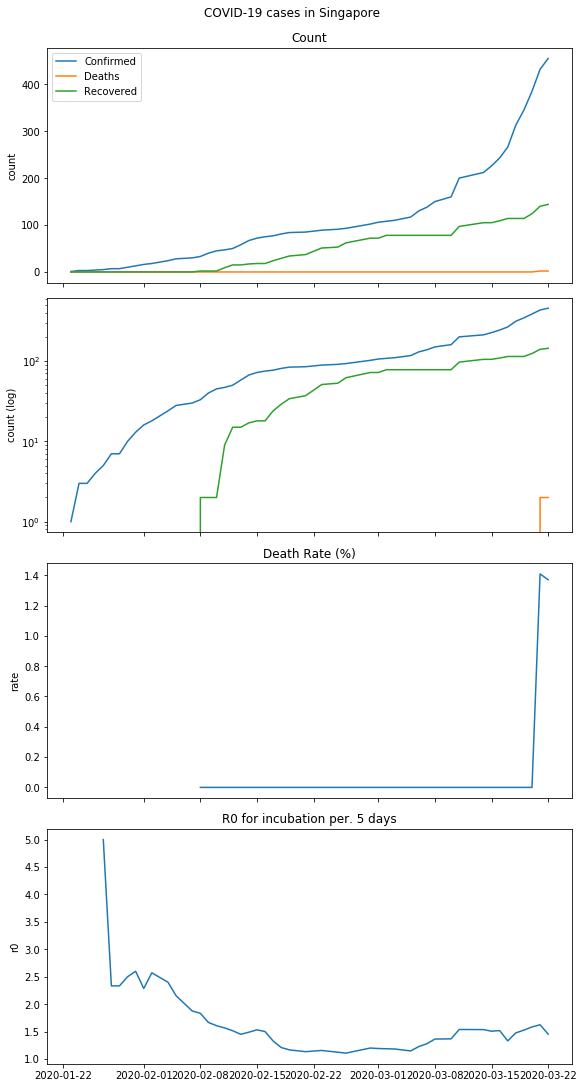 COVID-19 cases in Singapore
Count
Confirmed
Deaths
Recovered
count
400
300
200
100
0
count (log)
10²
10¹
10⁰
Death Rate (%)
rate
1.4
1.2
1.0
0.8
0.6
0.4
0.2
0.0
R0 for incubation per. 5 days
r0
5.0
4.5
4.0
3.5
3.0
2.5
2.0
1.5
1.0
2020-01-22 2020-02-01 2020-02-08 2020-02-15 2020-02-22 2020-03-01 2020-03-08 2020-03-15 2020-03-22